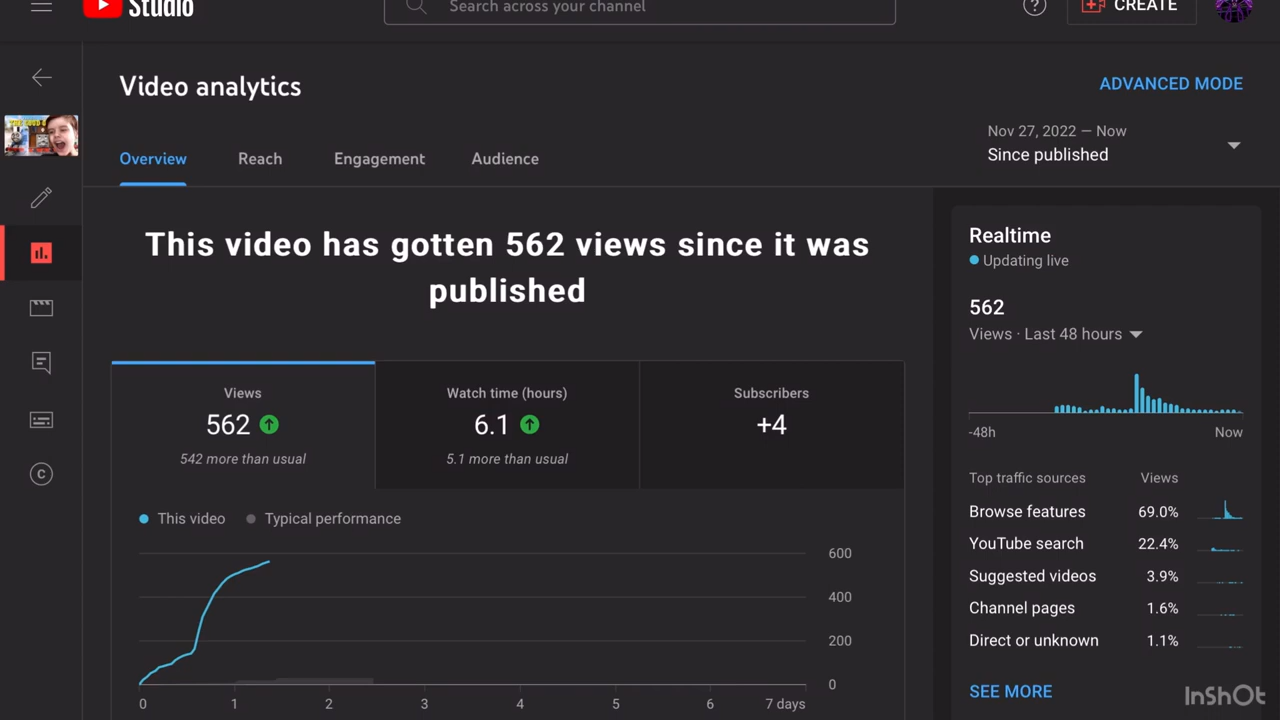 Studio
Search across your channel
?
CREATE
Video analytics
ADVANCED MODE
Nov 27, 2022 — Now
Since published
Overview
Reach
Engagement
Audience
This video has gotten 562 views since it was
published
Realtime
Updating live
562
Views · Last 48 hours
-48h
Now
Views
562
542 more than usual
Watch time (hours)
6.1
5.1 more than usual
Subscribers
+4
This video
Typical performance
600
400
200
0
0 1 2 3 4 5 6 7 days
Top traffic sources Views
Browse features 69.0%
YouTube search 22.4%
Suggested videos 3.9%
Channel pages 1.6%
Direct or unknown 1.1%
SEE MORE
C
InShOt